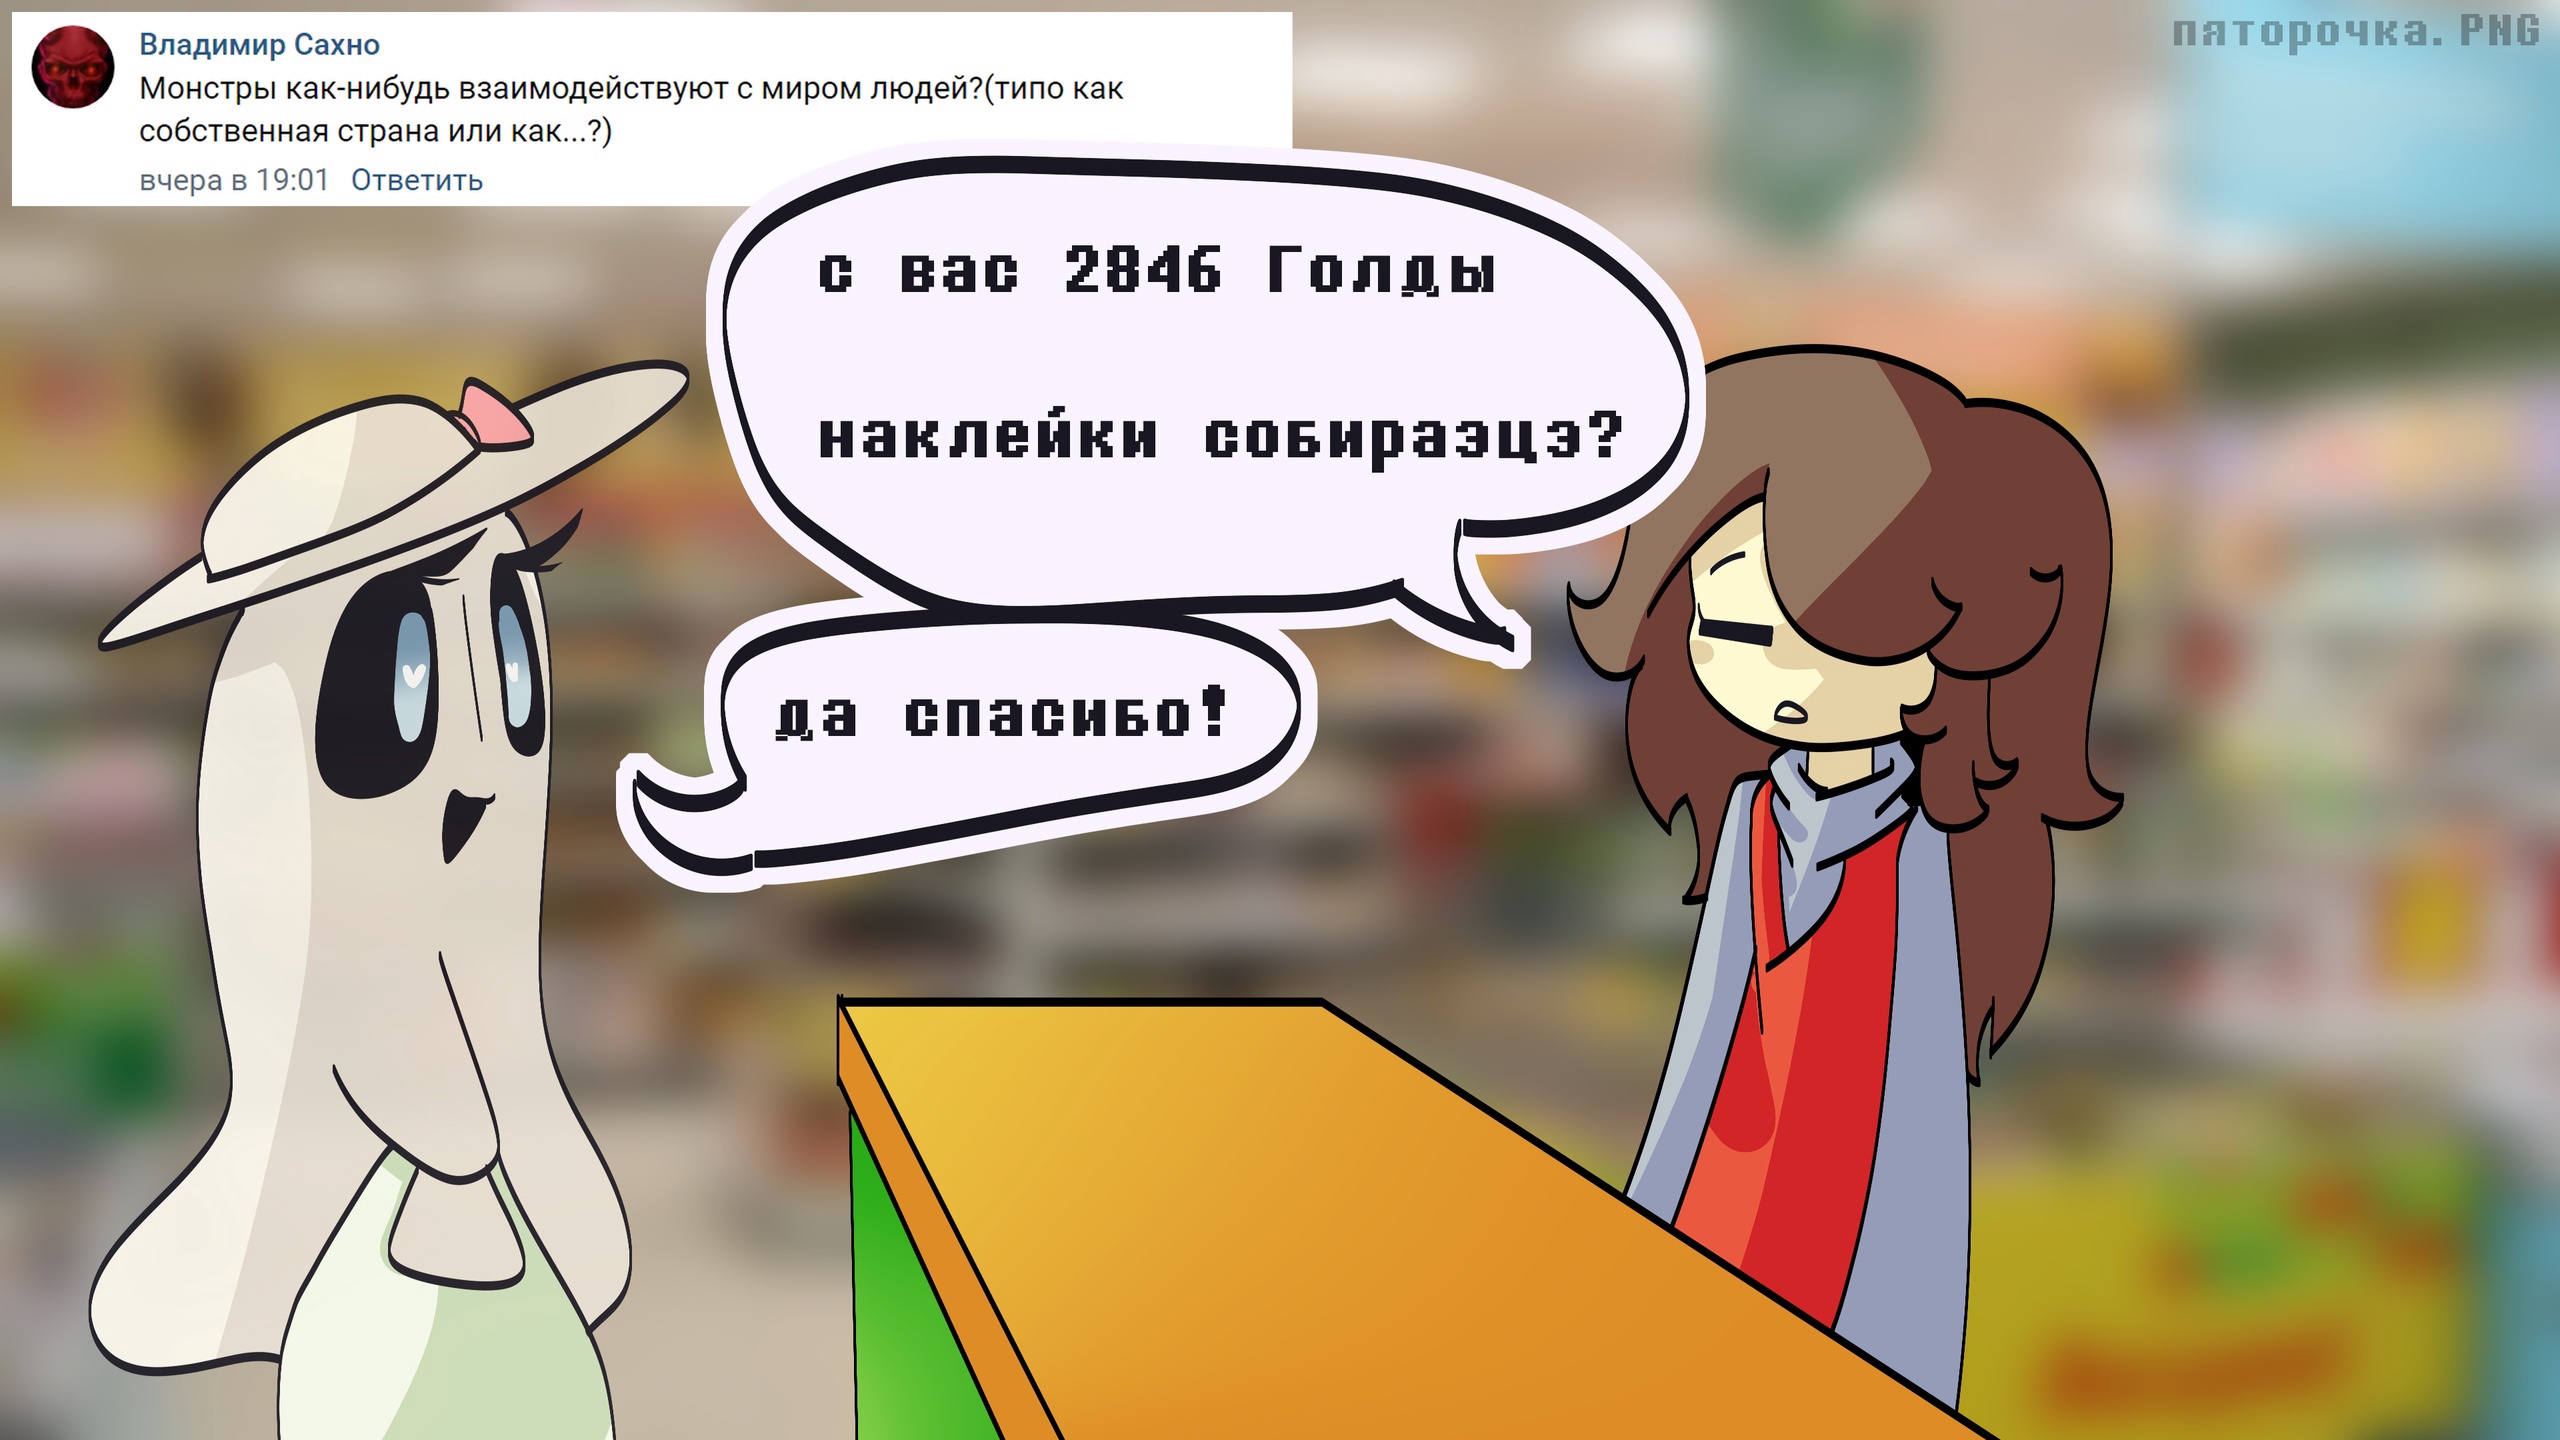 Владимир Сахно
Монстры как-нибудь взаимодействуют с миром людей?(типо как
собственная страна или как...?)
вчера в 19:01 Ответить
пяторочка. PNG
с вас 2846 Голды
наклейки собираэцэ?
да спасибо!